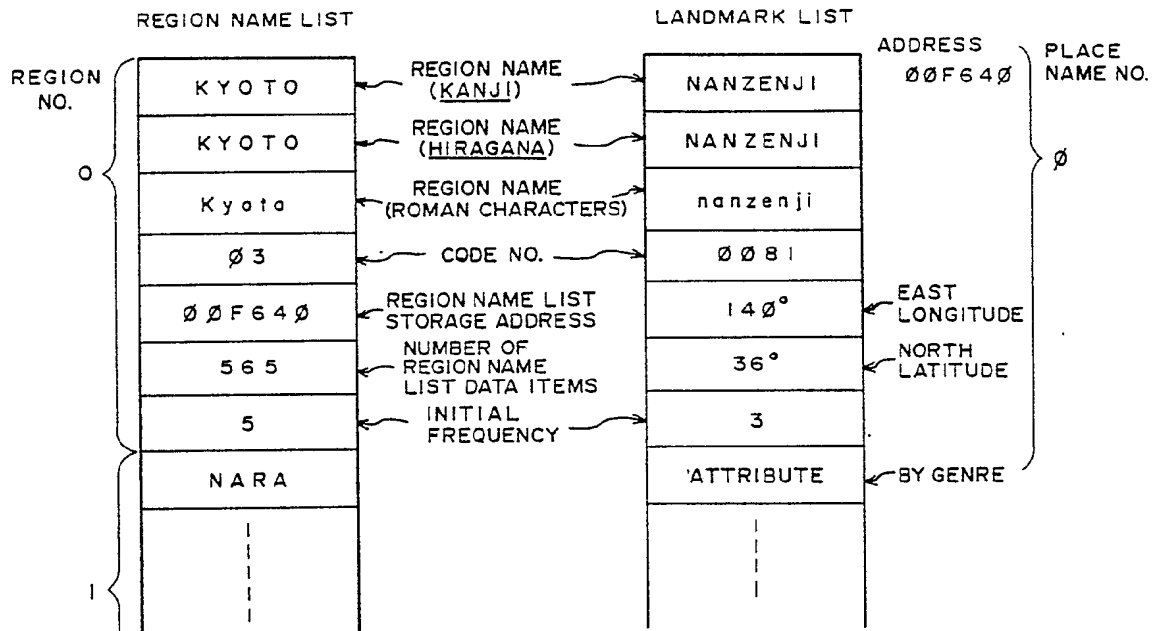 REGION NAME LIST
LANDMARK LIST
REGION
NO.
ADDRESS
ØØF64Ø
PLACE
NAME NO.
KYOTO
REGION NAME
(KANJI)
NANZENJI
KYOTO
REGION NAME
(HIRAGANA)
NANZENJI
O
Ø
Kyata
REGION NAME
(ROMAN CHARACTERS)
nanzenji
Ø3
CODE NO.
ØØ81
ØØF64Ø
REGION NAME LIST
STORAGE ADDRESS
14Ø°
EAST
LONGITUDE
565
NUMBER OF
REGION NAME
LIST DATA ITEMS
36°
NORTH
LATITUDE
5
INITIAL
FREQUENCY
3
NARA
ATTRIBUTE
BY GENRE
1